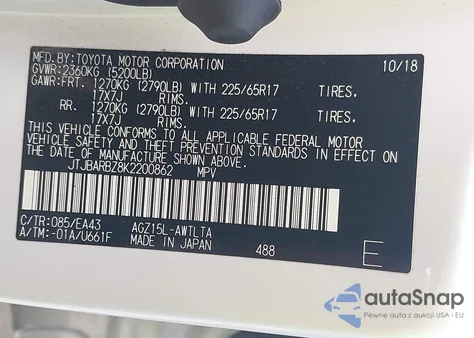 MFD.BY:TOYOTA MOTOR CORPORATION 10/18
GVWR:2360KG (5200LB)
GAWR:FRT. 1270KG (2790LB) WITH 225/65R17 TIRES.
17X7J RIMS.
RR. 1270KG (2790LB) WITH 225/65R17 TIRES.
17X7J RIMS.
THIS VEHICLE CONFORMS TO ALL APPLICABLE FEDERAL MOTOR
VEHICLE SAFETY BUMPER AND THEFT PREVENTION STANDARDS IN
EFFECT ON THE DATE OF MANUFACTURE SHOWN ABOVE.
JTJBARBZ8K2200862 MPV
C/TR:085/EA43 AGZ15L-AWTLTA
A/TM:-01A/U661F MADE IN JAPAN 488 E
autoSnap
Pewne auta z aukcji USA i EU